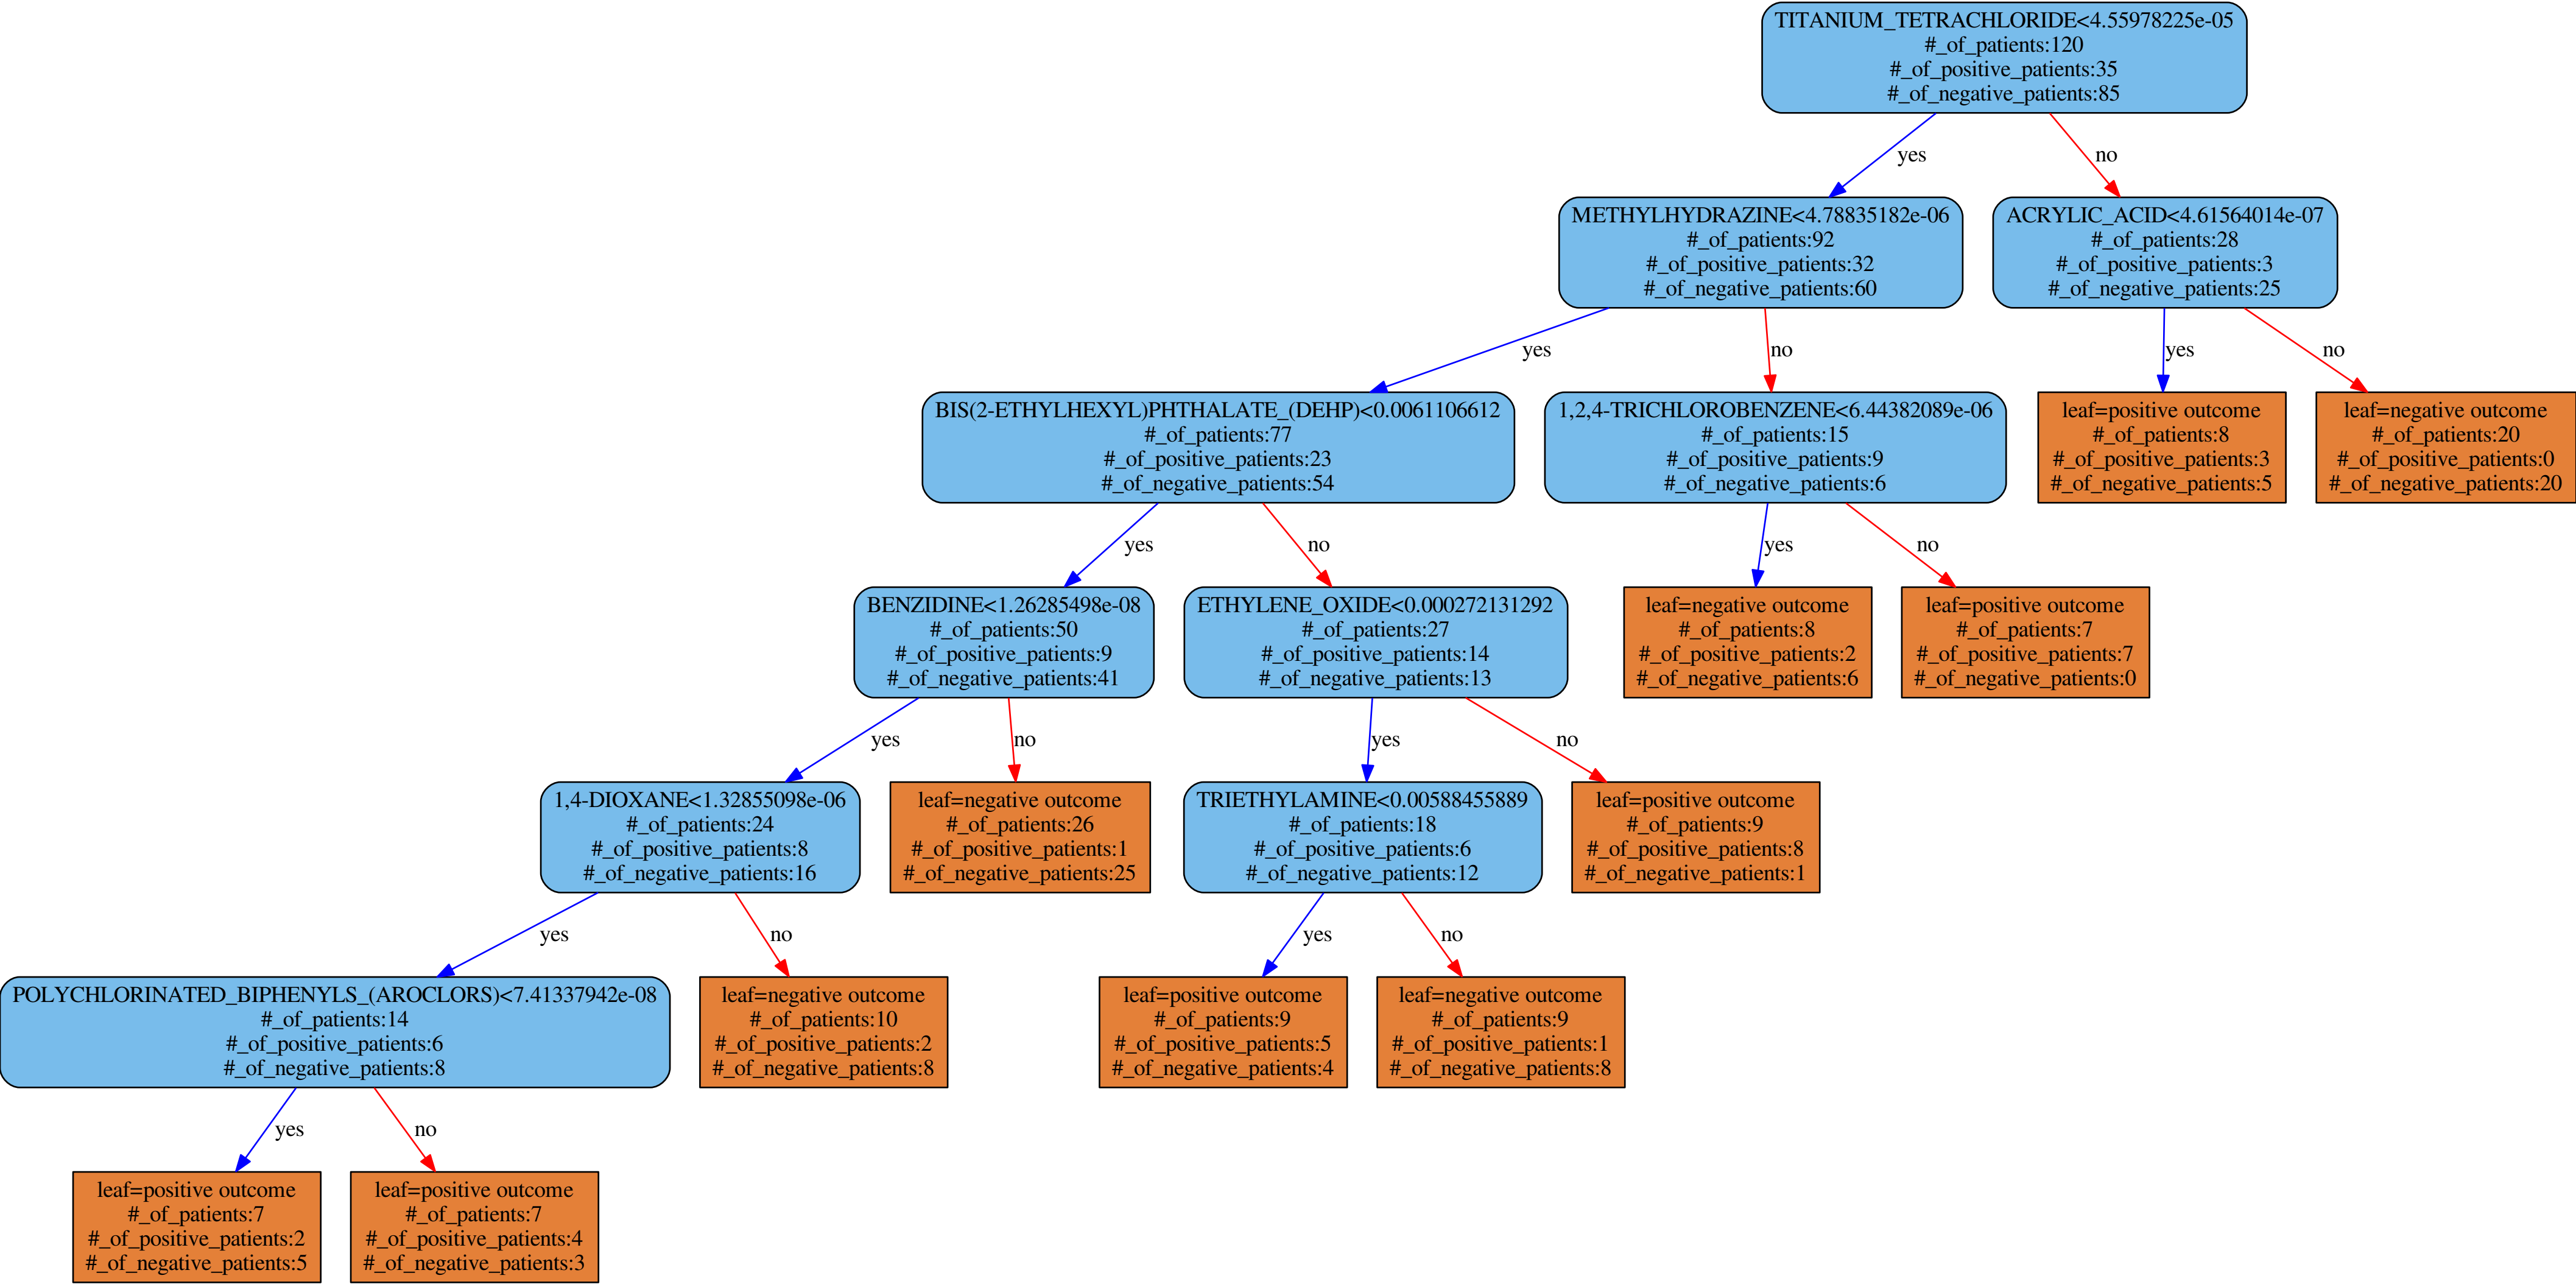 TITANIUM_TETRACHLORIDE<4.55978225e-05
#_of_patients:120
#_of_positive_patients:35
#_of_negative_patients:85
yes
no
METHYLHYDRAZINE<4.78835182e-06
#_of_patients:92
#_of_positive_patients:32
#_of_negative_patients:60
ACRYLIC_ACID<4.61564014e-07
#_of_patients:28
#_of_positive_patients:3
#_of_negative_patients:25
yes
no
yes
no
BIS(2-ETHYLHEXYL)PHTHALATE_(DEHP)<0.0061106612
#_of_patients:77
#_of_positive_patients:23
#_of_negative_patients:54
1,2,4-TRICHLOROBENZENE<6.44382089e-06
#_of_patients:15
#_of_positive_patients:9
#_of_negative_patients:6
leaf=positive outcome
#_of_patients:8
#_of_positive_patients:3
#_of_negative_patients:5
leaf=negative outcome
#_of_patients:20
#_of_positive_patients:0
#_of_negative_patients:20
yes
no
yes
no
BENZIDINE<1.26285498e-08
#_of_patients:50
#_of_positive_patients:9
#_of_negative_patients:41
ETHYLENE_OXIDE<0.000272131292
#_of_patients:27
#_of_positive_patients:14
#_of_negative_patients:13
leaf=negative outcome
#_of_patients:8
#_of_positive_patients:2
#_of_negative_patients:6
leaf=positive outcome
#_of_patients:7
#_of_positive_patients:7
#_of_negative_patients:0
yes
no
yes
no
1,4-DIOXANE<1.32855098e-06
#_of_patients:24
#_of_positive_patients:8
#_of_negative_patients:16
leaf=negative outcome
#_of_patients:26
#_of_positive_patients:1
#_of_negative_patients:25
TRIETHYLAMINE<0.00588455889
#_of_patients:18
#_of_positive_patients:6
#_of_negative_patients:12
leaf=positive outcome
#_of_patients:9
#_of_positive_patients:8
#_of_negative_patients:1
yes
no
yes
no
POLYCHLORINATED_BIPHENYLS_(AROCLORS)<7.41337942e-08
#_of_patients:14
#_of_positive_patients:6
#_of_negative_patients:8
leaf=negative outcome
#_of_patients:10
#_of_positive_patients:2
#_of_negative_patients:8
leaf=positive outcome
#_of_patients:9
#_of_positive_patients:5
#_of_negative_patients:4
leaf=negative outcome
#_of_patients:9
#_of_positive_patients:1
#_of_negative_patients:8
yes
no
leaf=positive outcome
#_of_patients:7
#_of_positive_patients:2
#_of_negative_patients:5
leaf=positive outcome
#_of_patients:7
#_of_positive_patients:4
#_of_negative_patients:3